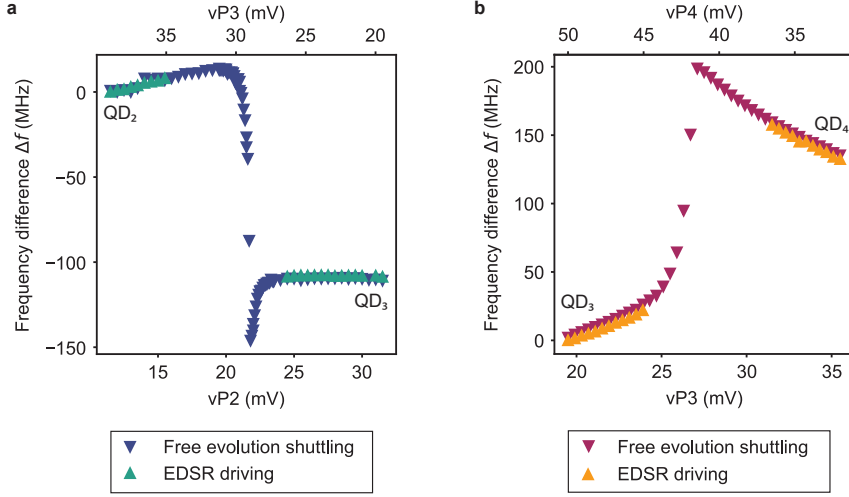 a
vP3 (mV)
35 30 25 20
Frequency difference Δf (MHz)
0
−50
−100
−150
QD₂
QD₃
15 20 25 30
vP2 (mV)
Free evolution shuttling
EDSR driving
b
vP4 (mV)
50 45 40 35
Frequency difference Δf (MHz)
200
150
100
50
0
QD₄
QD₃
20 25 30 35
vP3 (mV)
Free evolution shuttling
EDSR driving